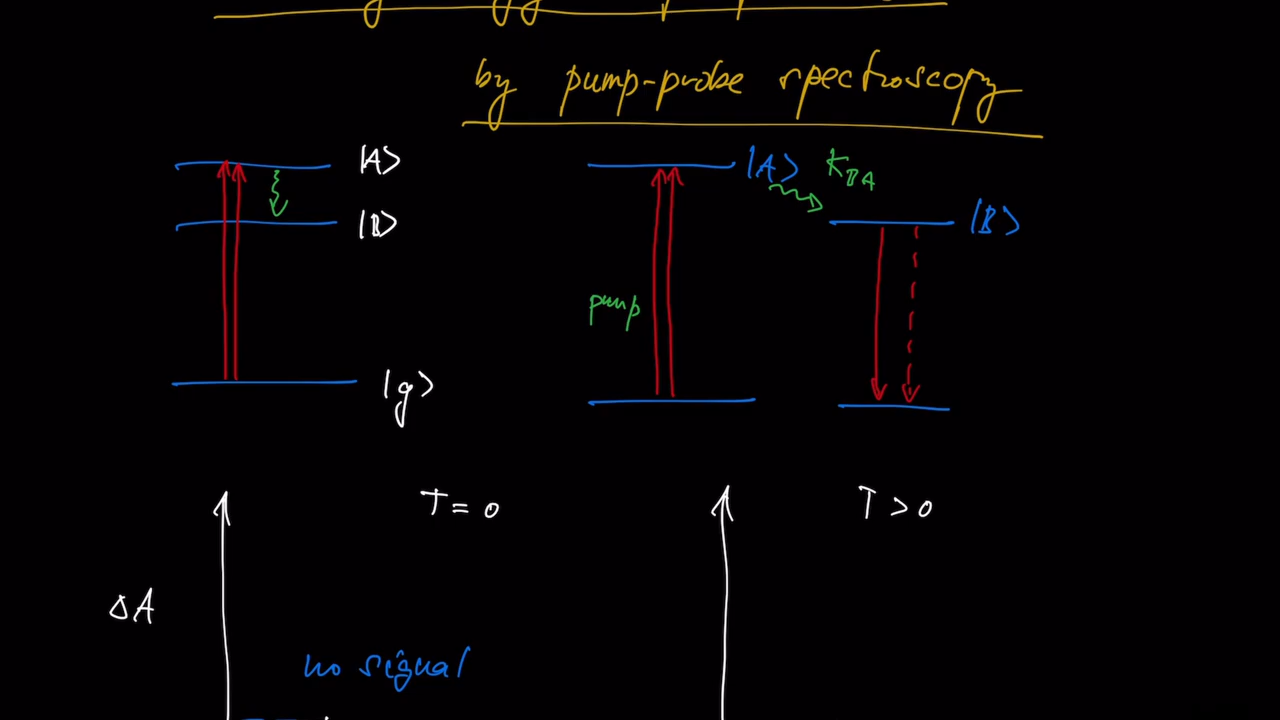 by pump-probe spectroscopy
|A>
|B>
|g>
|A> K_BA
|B>
pump
T = 0
T > 0
ΔA
no signal